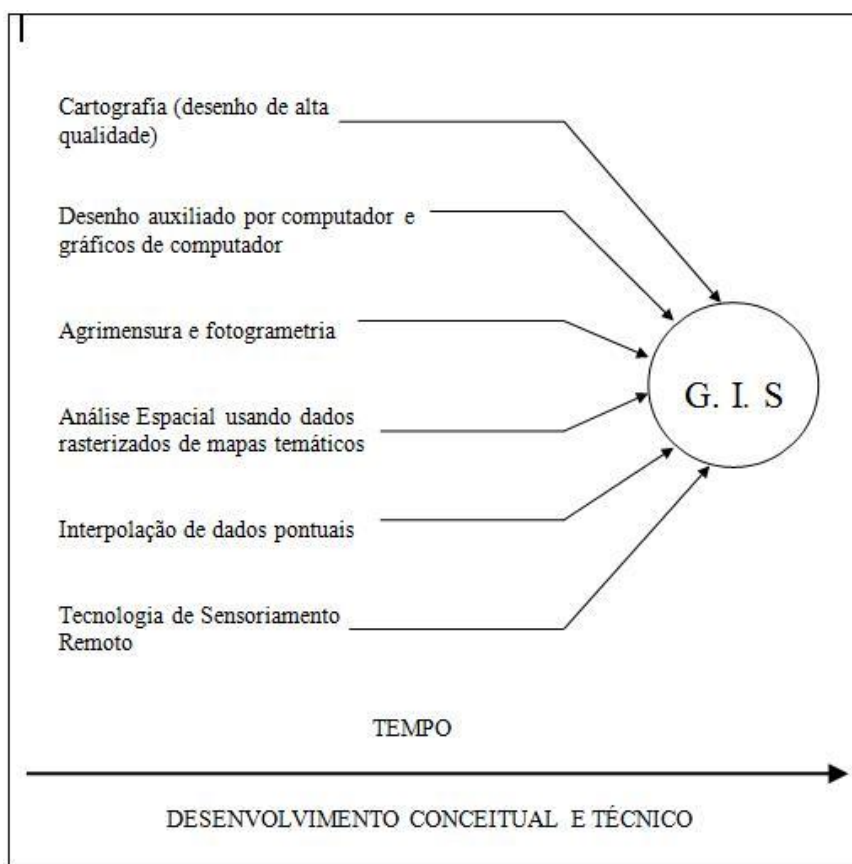 Cartografia (desenho de alta
qualidade)
Desenho auxiliado por computador e
gráficos de computador
Agrimensura e fotogrametria
Análise Espacial usando dados
rasterizados de mapas temáticos
Interpolação de dados pontuais
Tecnologia de Sensoriamento
Remoto
G. I. S
TEMPO
DESENVOLVIMENTO CONCEITUAL E TÉCNICO